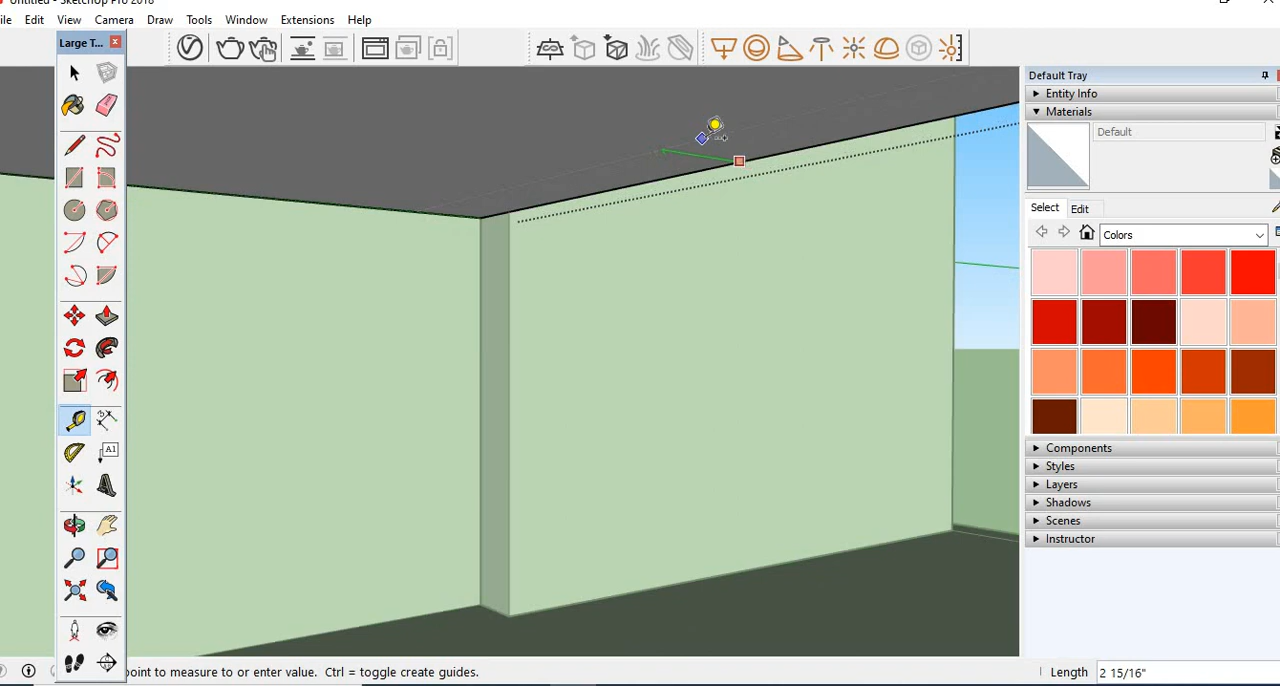 Untitled - SketchUp Pro 2018
ile Edit View Camera Draw Tools Window Extensions Help
Large T...
Default Tray
Entity Info
Materials
Default
Select Edit
Colors
A1
Components
Styles
Layers
Shadows
Scenes
Instructor
point to measure to or enter value. Ctrl = toggle create guides.
Length 2 15/16"